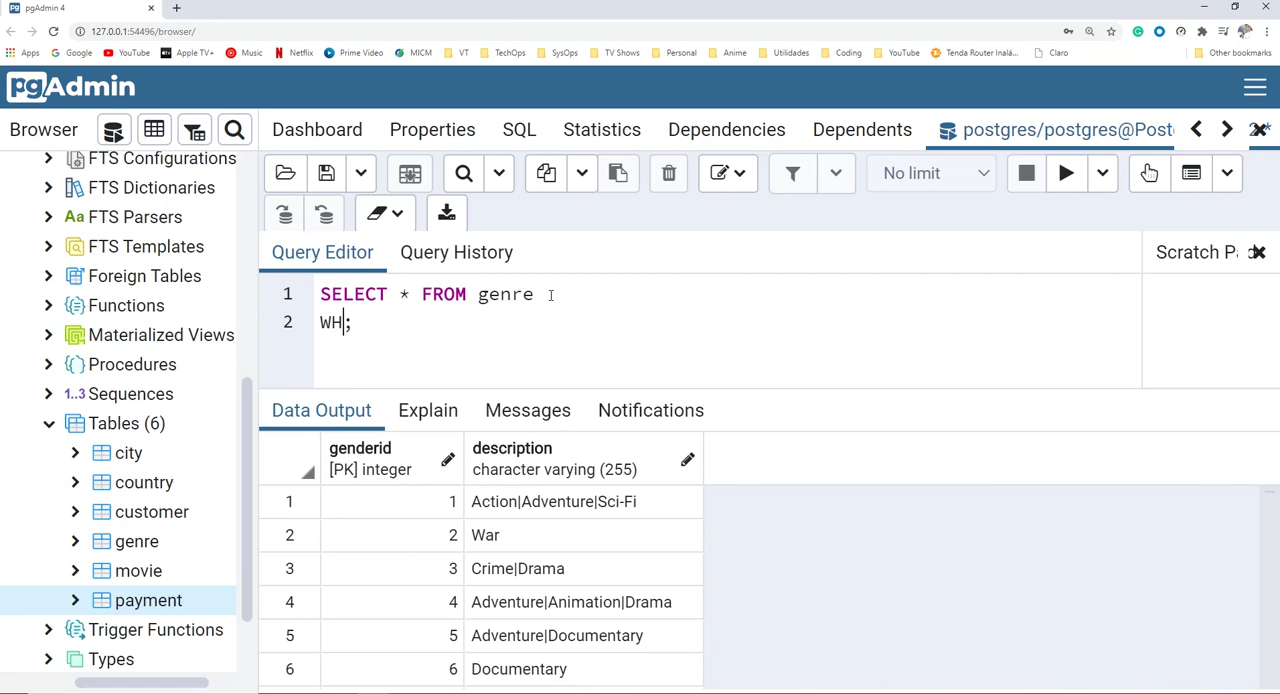 pgAdmin 4
127.0.0.1:54496/browser/
Apps Google YouTube Apple TV+ Music Netflix Prime Video MICM VT TechOps SysOps TV Shows Personal Anime Utilidades Coding YouTube Tenda Router Inalá... Claro Other bookmarks
pgAdmin
Browser Dashboard Properties SQL Statistics Dependencies Dependents postgres/postgres@Post
No limit
Query Editor Query History
1 SELECT * FROM genre
2 WH;
FTS Configurations
FTS Dictionaries
Aa FTS Parsers
FTS Templates
Foreign Tables
Functions
Materialized Views
Procedures
1..3 Sequences
Tables (6)
city
country
customer
genre
movie
payment
Trigger Functions
Types
Data Output Explain Messages Notifications
genderid description
[PK] integer character varying (255)
1 1 Action|Adventure|Sci-Fi
2 2 War
3 3 Crime|Drama
4 4 Adventure|Animation|Drama
5 5 Adventure|Documentary
6 6 Documentary